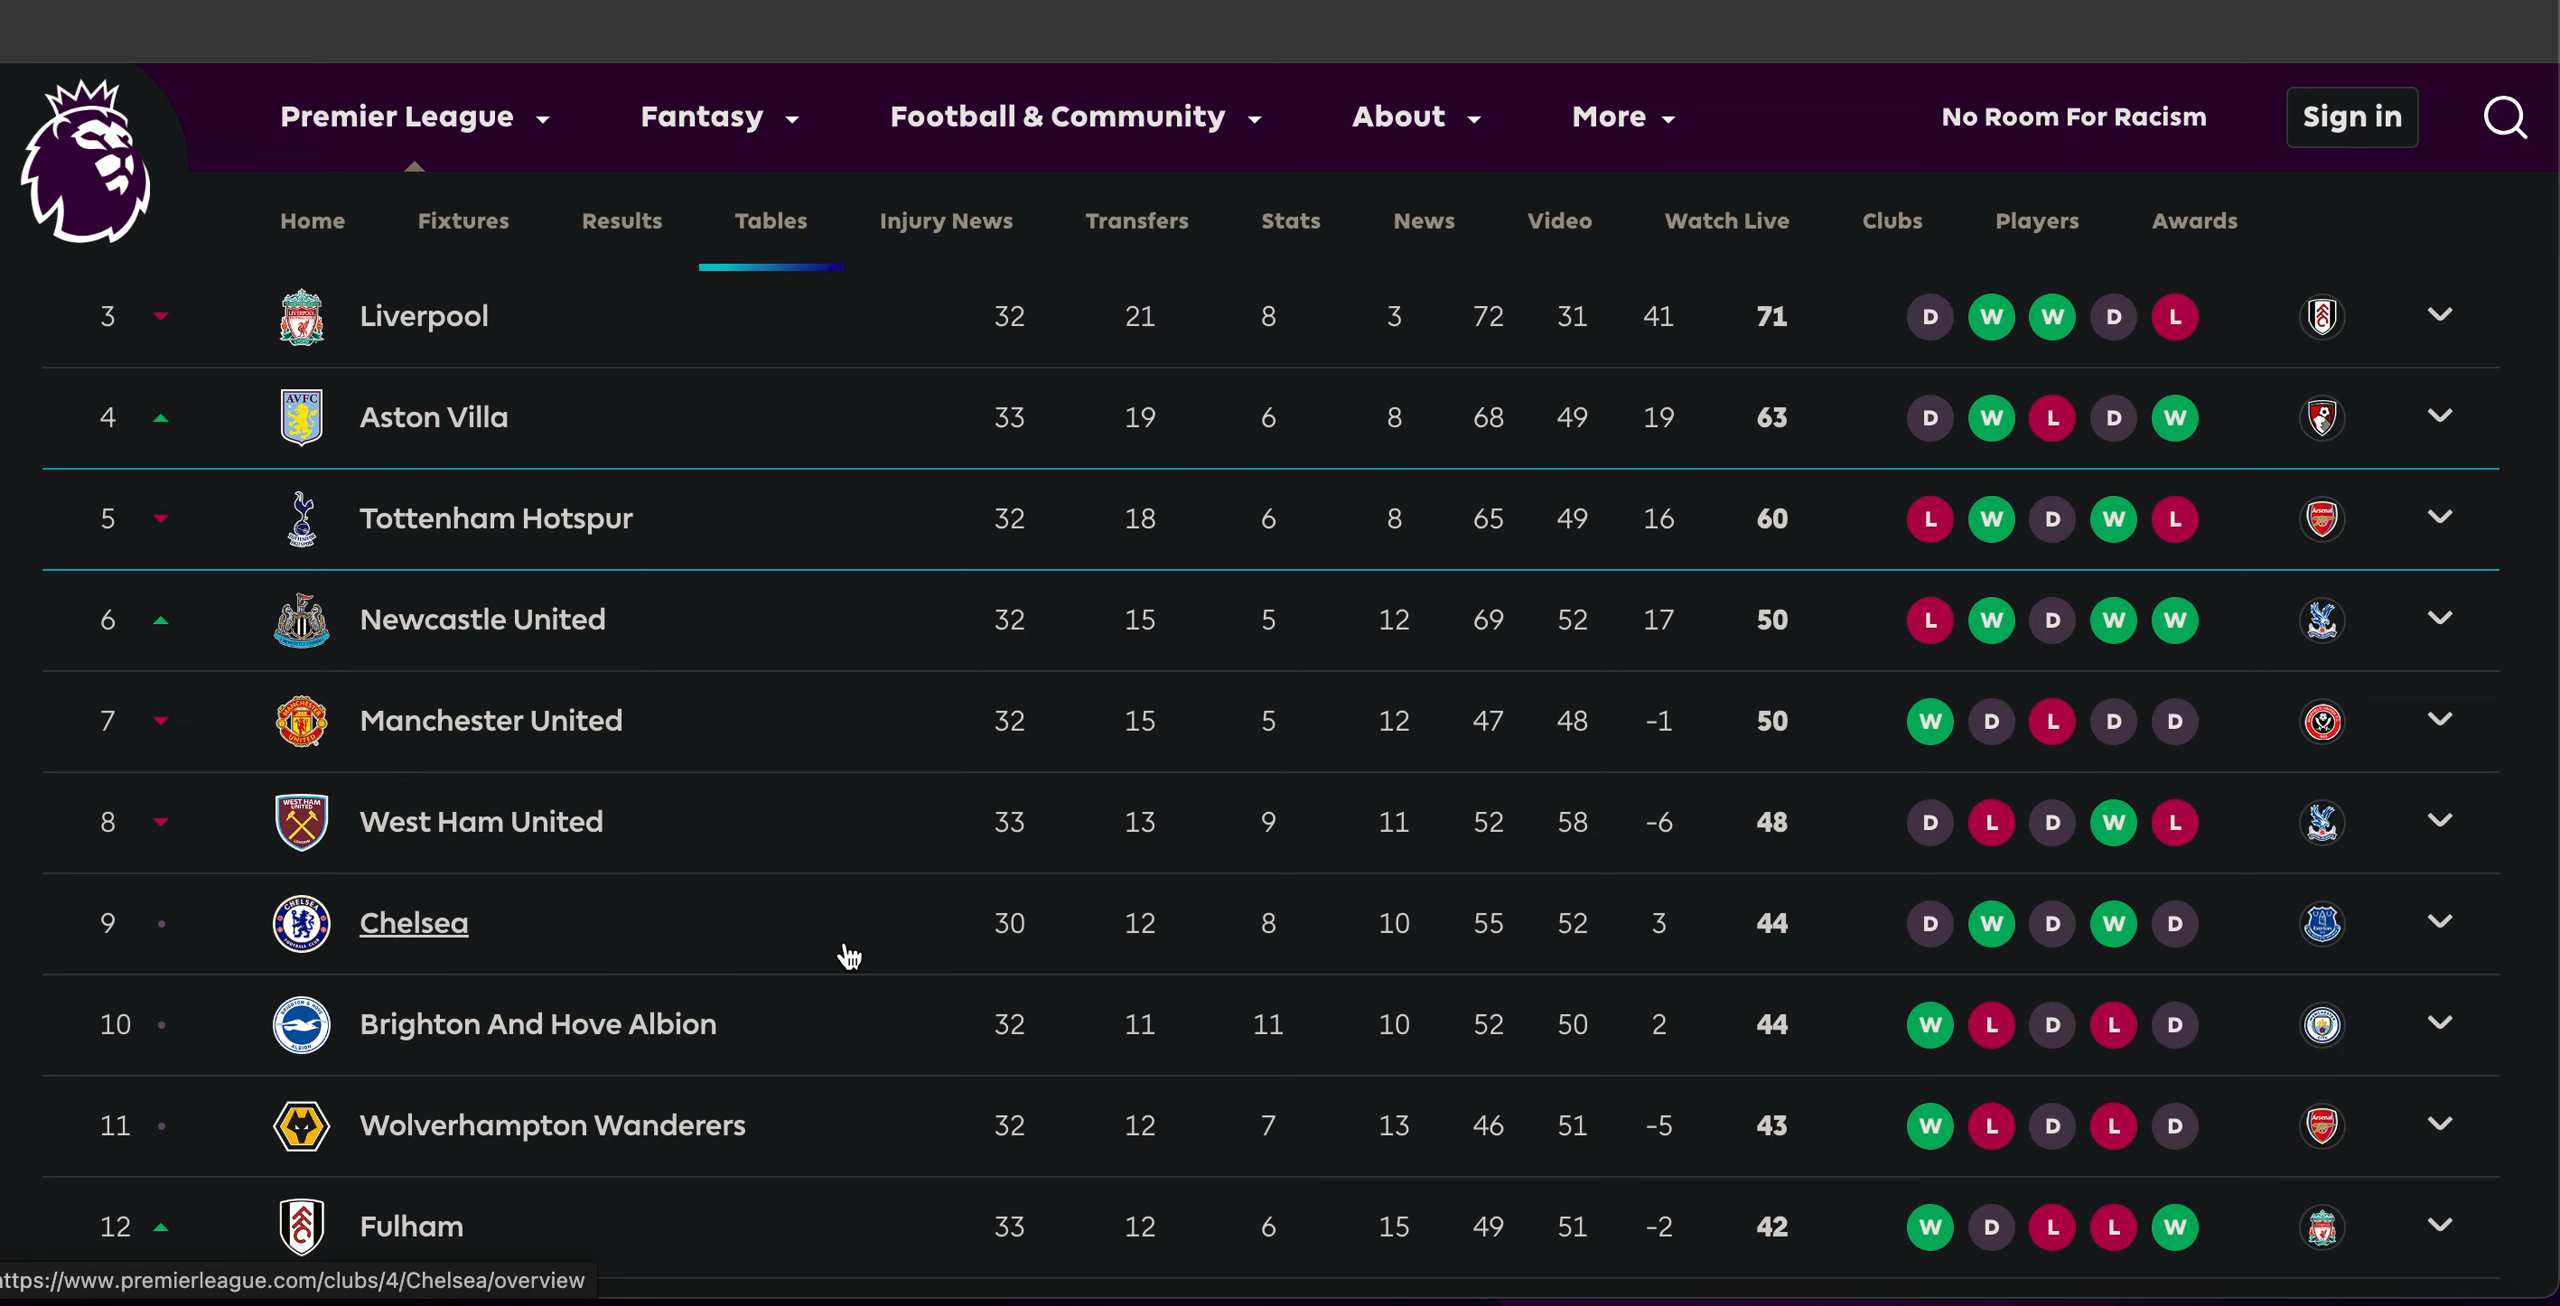 Premier League Fantasy Football & Community About More No Room For Racism Sign in
Home Fixtures Results Tables Injury News Transfers Stats News Video Watch Live Clubs Players Awards
3 Liverpool 32 21 8 3 72 31 41 71 D W W D L
4 Aston Villa 33 19 6 8 68 49 19 63 D W L D W
5 Tottenham Hotspur 32 18 6 8 65 49 16 60 L W D W L
6 Newcastle United 32 15 5 12 69 52 17 50 L W D W W
7 Manchester United 32 15 5 12 47 48 -1 50 W D L D D
8 West Ham United 33 13 9 11 52 58 -6 48 D L D W L
9 Chelsea 30 12 8 10 55 52 3 44 D W D W D
10 Brighton And Hove Albion 32 11 11 10 52 50 2 44 W L D L D
11 Wolverhampton Wanderers 32 12 7 13 46 51 -5 43 W L D L D
12 Fulham 33 12 6 15 49 51 -2 42 W D L L W
https://www.premierleague.com/clubs/4/Chelsea/overview